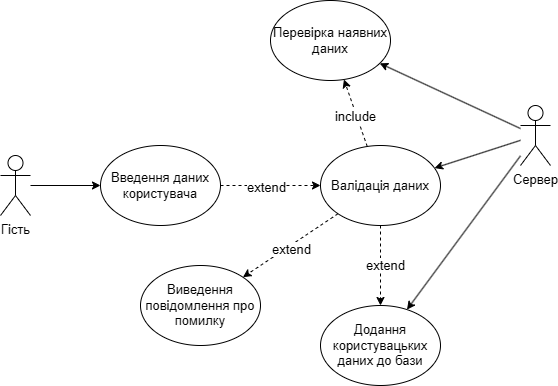 Перевірка наявних
даних
include
Введення даних
користувача
extend
Валідація даних
Сервер
Гість
extend
extend
Виведення
повідомлення про
помилку
Додання
користувацьких
даних до бази